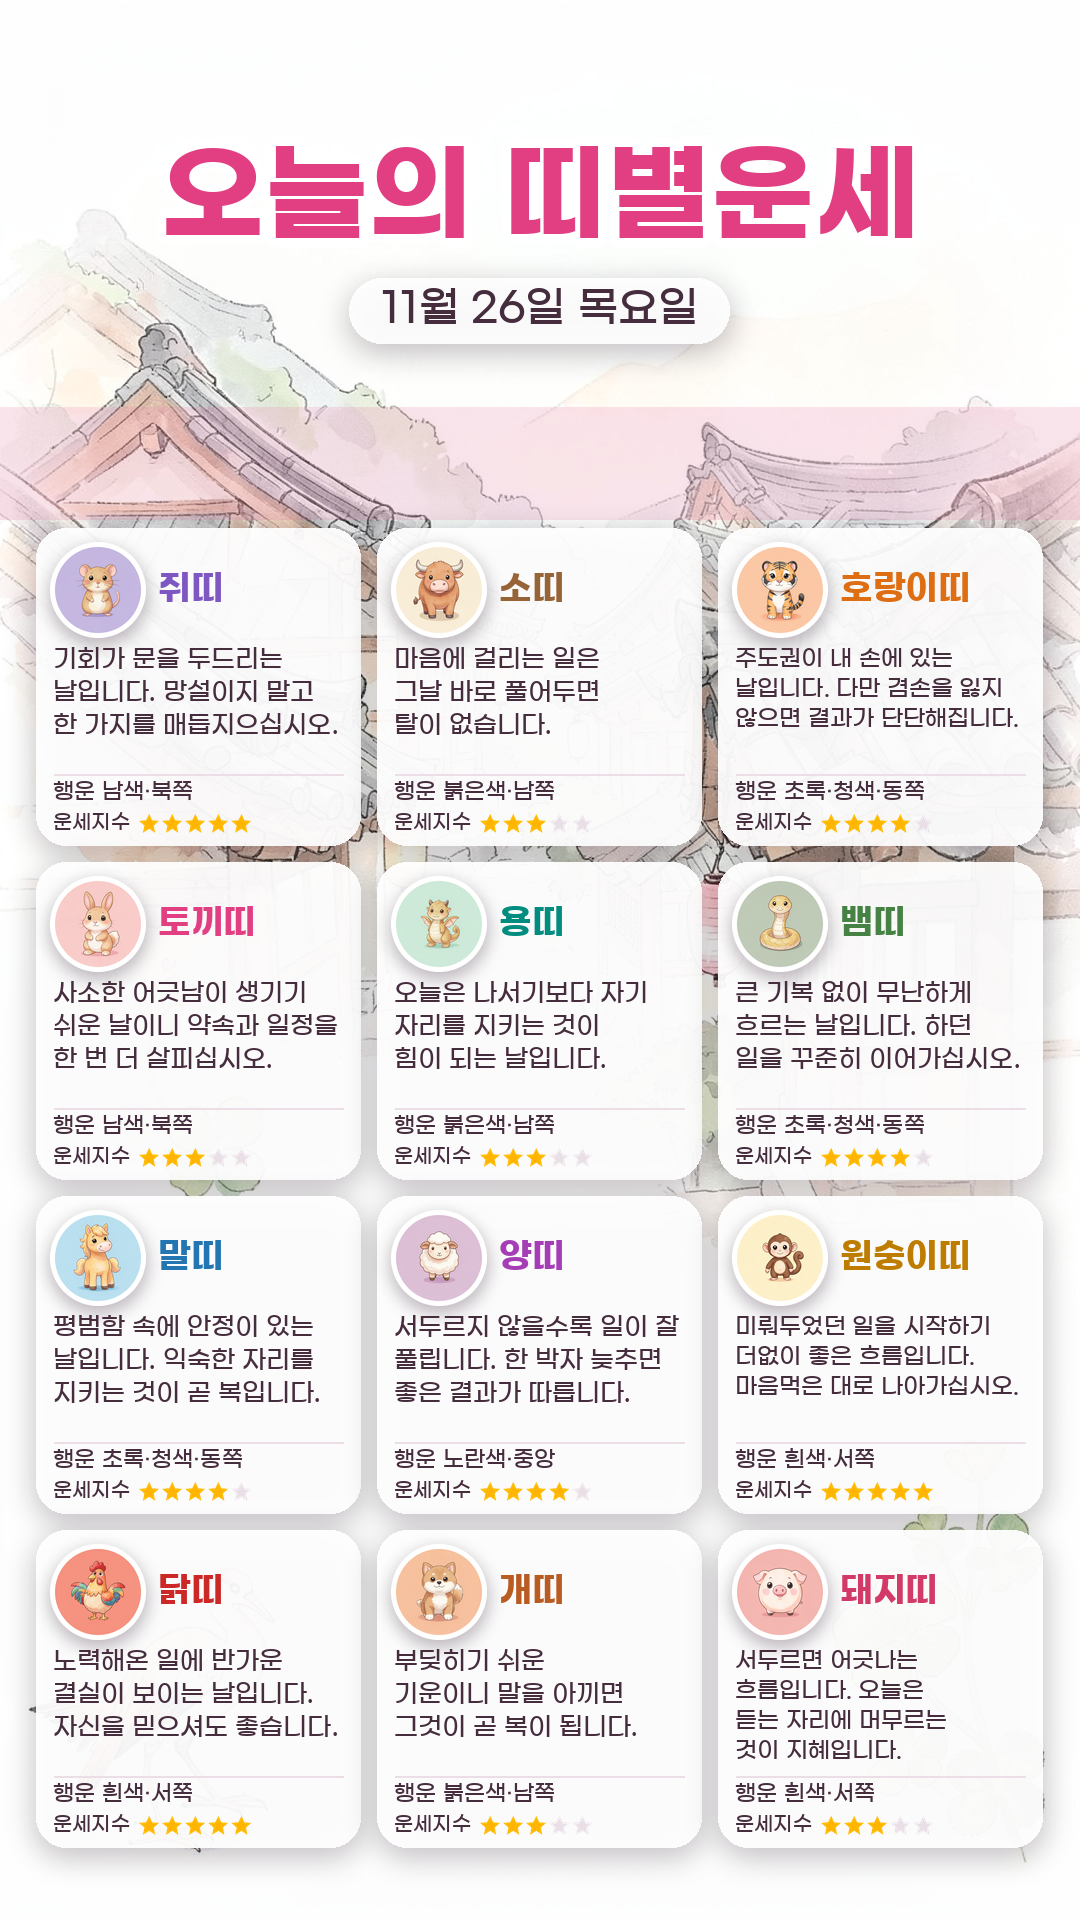 오늘의 띠별운세
11월 26일 목요일
쥐띠
기회가 문을 두드리는
날입니다. 망설이지 말고
한 가지를 매듭지으십시오.
행운 남색·북쪽
운세지수 ★★★★★
소띠
마음에 걸리는 일은
그날 바로 풀어두면
탈이 없습니다.
행운 붉은색·남쪽
운세지수 ★★★★★
호랑이띠
주도권이 내 손에 있는
날입니다. 다만 겸손을 잃지
않으면 결과가 단단해집니다.
행운 초록·청색·동쪽
운세지수 ★★★★★
토끼띠
사소한 어긋남이 생기기
쉬운 날이니 약속과 일정을
한 번 더 살피십시오.
행운 남색·북쪽
운세지수 ★★★★★
용띠
오늘은 나서기보다 자기
자리를 지키는 것이
힘이 되는 날입니다.
행운 붉은색·남쪽
운세지수 ★★★★★
뱀띠
큰 기복 없이 무난하게
흐르는 날입니다. 하던
일을 꾸준히 이어가십시오.
행운 초록·청색·동쪽
운세지수 ★★★★★
말띠
평범함 속에 안정이 있는
날입니다. 익숙한 자리를
지키는 것이 곧 복입니다.
행운 초록·청색·동쪽
운세지수 ★★★★★
양띠
서두르지 않을수록 일이 잘
풀립니다. 한 박자 늦추면
좋은 결과가 따릅니다.
행운 노란색·중앙
운세지수 ★★★★★
원숭이띠
미뤄두었던 일을 시작하기
더없이 좋은 흐름입니다.
마음먹은 대로 나아가십시오.
행운 흰색·서쪽
운세지수 ★★★★★
닭띠
노력해온 일에 반가운
결실이 보이는 날입니다.
자신을 믿으셔도 좋습니다.
행운 흰색·서쪽
운세지수 ★★★★★
개띠
부딪히기 쉬운
기운이니 말을 아끼면
그것이 곧 복이 됩니다.
행운 붉은색·남쪽
운세지수 ★★★★★
돼지띠
서두르면 어긋나는
흐름입니다. 오늘은
듣는 자리에 머무르는
것이 지혜입니다.
행운 흰색·서쪽
운세지수 ★★★★★